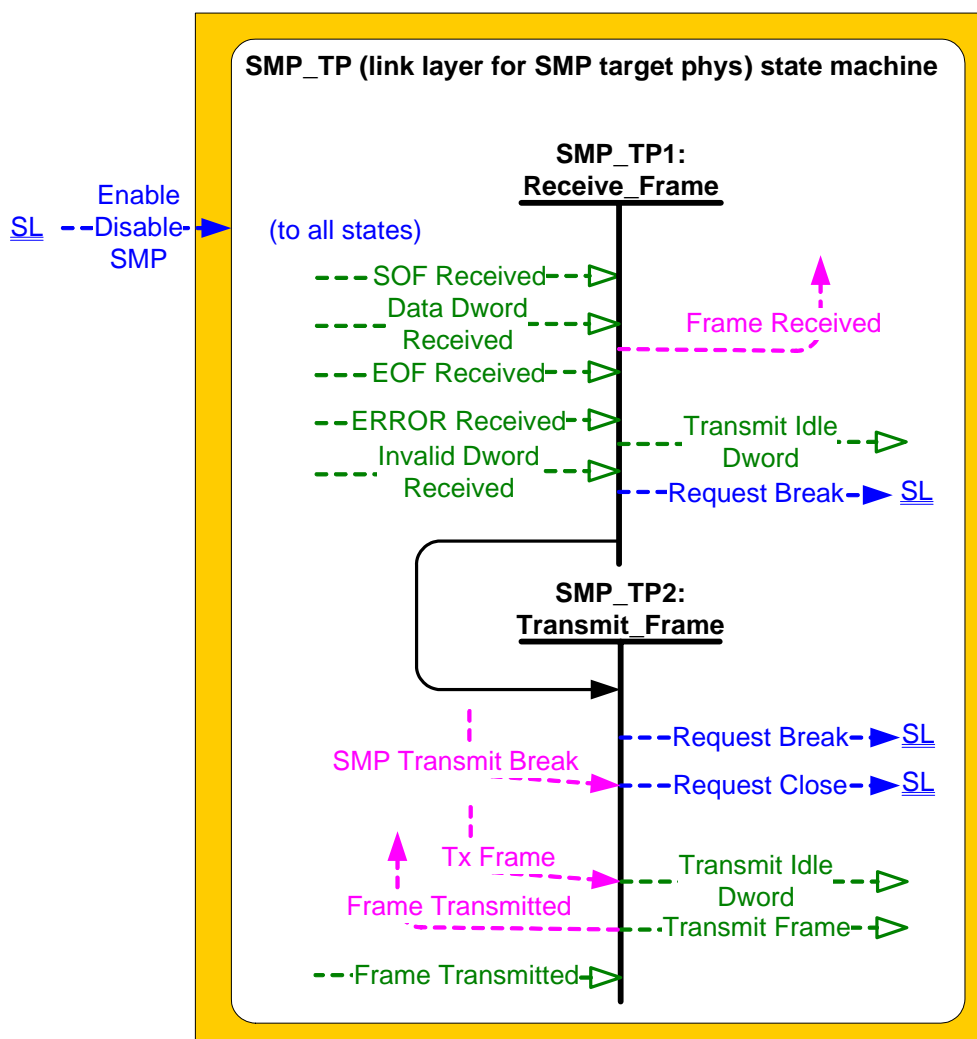 SMP_TP (link layer for SMP target phys) state machine
SMP_TP1:
Receive_Frame
Enable
SL
Disable
SMP
(to all states)
SOF Received
Data Dword
Received
Frame Received
EOF Received
ERROR Received
Transmit Idle
Dword
Invalid Dword
Received
Request Break
SL
SMP_TP2:
Transmit_Frame
Request Break
SL
SMP Transmit Break
Request Close
SL
Tx Frame
Transmit Idle
Dword
Frame Transmitted
Transmit Frame
Frame Transmitted